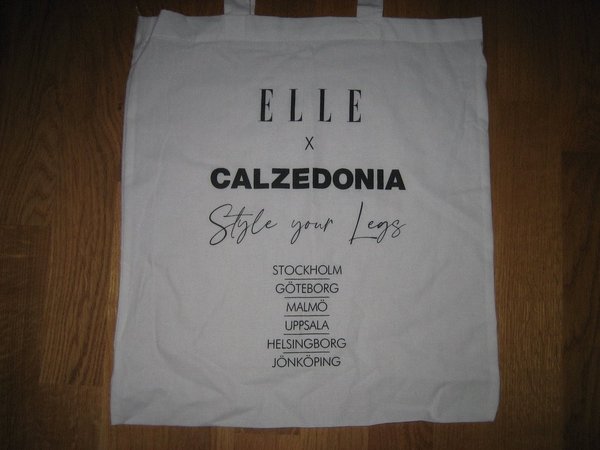 ELLE
X
CALZEDONIA
Style your Legs
STOCKHOLM
GÖTEBORG
MALMÖ
UPPSALA
HELSINGBORG
JÖNKÖPING